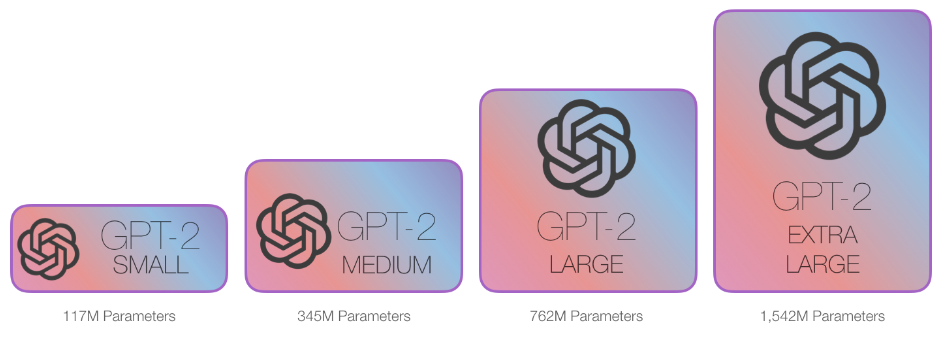 GPT-2
SMALL
117M Parameters
GPT-2
MEDIUM
345M Parameters
GPT-2
LARGE
762M Parameters
GPT-2
EXTRA
LARGE
1,542M Parameters